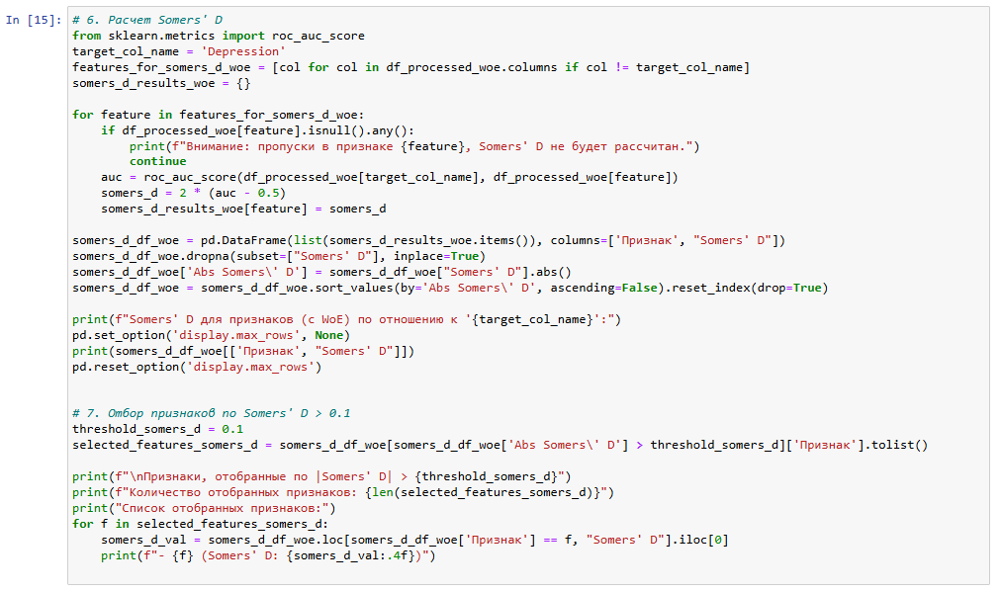 In [15]:
# 6. Расчет Somers' D
from sklearn.metrics import roc_auc_score
target_col_name = 'Depression'
features_for_somers_d_woe = [col for col in df_processed_woe.columns if col != target_col_name]
somers_d_results_woe = {}

for feature in features_for_somers_d_woe:
    if df_processed_woe[feature].isnull().any():
        print(f"Внимание: пропуски в признаке {feature}, Somers' D не будет рассчитан.")
        continue
    auc = roc_auc_score(df_processed_woe[target_col_name], df_processed_woe[feature])
    somers_d = 2 * (auc - 0.5)
    somers_d_results_woe[feature] = somers_d

somers_d_df_woe = pd.DataFrame(list(somers_d_results_woe.items()), columns=['Признак', "Somers' D"])
somers_d_df_woe.dropna(subset=["Somers' D"], inplace=True)
somers_d_df_woe['Abs Somers\' D'] = somers_d_df_woe["Somers' D"].abs()
somers_d_df_woe = somers_d_df_woe.sort_values(by='Abs Somers\' D', ascending=False).reset_index(drop=True)

print(f"Somers' D для признаков (с WoE) по отношению к '{target_col_name}':")
pd.set_option('display.max_rows', None)
print(somers_d_df_woe[['Признак', "Somers' D"]])
pd.reset_option('display.max_rows')

# 7. Отбор признаков по Somers' D > 0.1
threshold_somers_d = 0.1
selected_features_somers_d = somers_d_df_woe[somers_d_df_woe['Abs Somers\' D'] > threshold_somers_d]['Признак'].tolist()

print(f"\nПризнаки, отобранные по |Somers' D| > {threshold_somers_d}")
print(f"Количество отобранных признаков: {len(selected_features_somers_d)}")
print("Список отобранных признаков:")
for f in selected_features_somers_d:
    somers_d_val = somers_d_df_woe.loc[somers_d_df_woe['Признак'] == f, "Somers' D"].iloc[0]
    print(f"- {f} (Somers' D: {somers_d_val:.4f})")